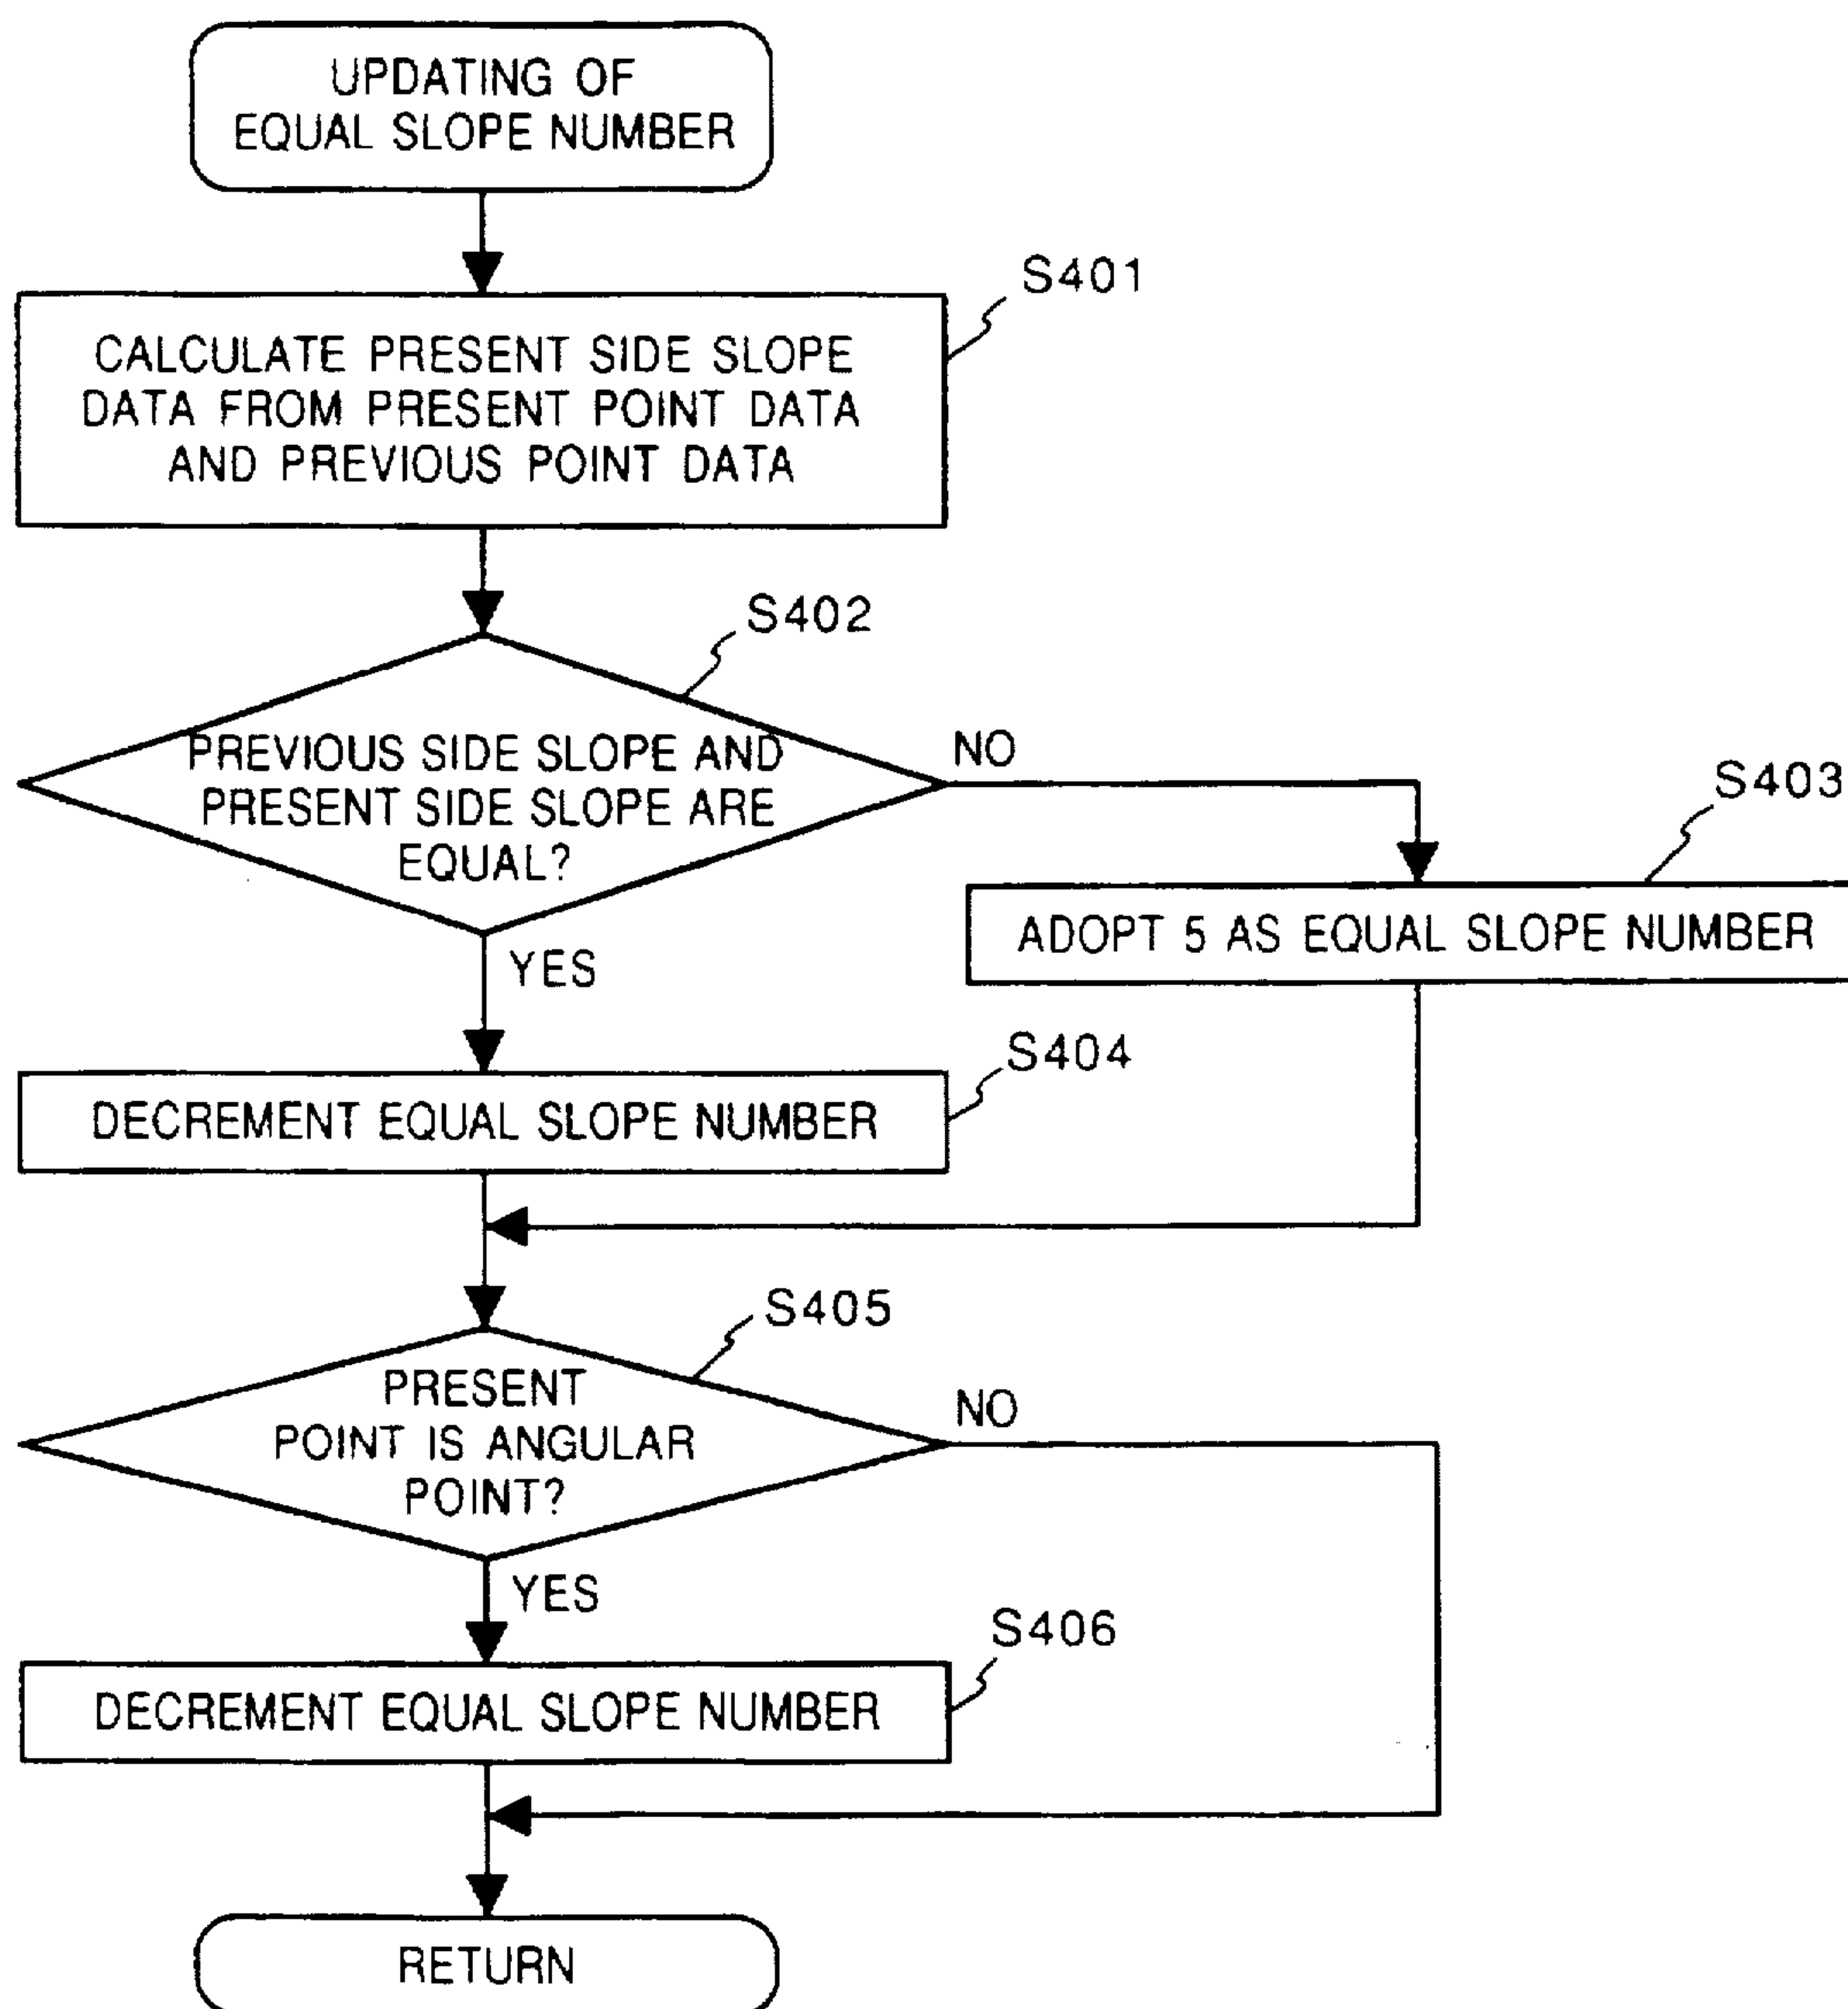 UPDATING OF
EQUAL SLOPE NUMBER
S401
CALCULATE PRESENT SIDE SLOPE
DATA FROM PRESENT POINT DATA
AND PREVIOUS POINT DATA
S402
PREVIOUS SIDE SLOPE AND
PRESENT SIDE SLOPE ARE
EQUAL?
NO
S403
ADOPT 5 AS EQUAL SLOPE NUMBER
YES
S404
DECREMENT EQUAL SLOPE NUMBER
S405
PRESENT
POINT IS ANGULAR
POINT?
NO
YES
S406
DECREMENT EQUAL SLOPE NUMBER
RETURN